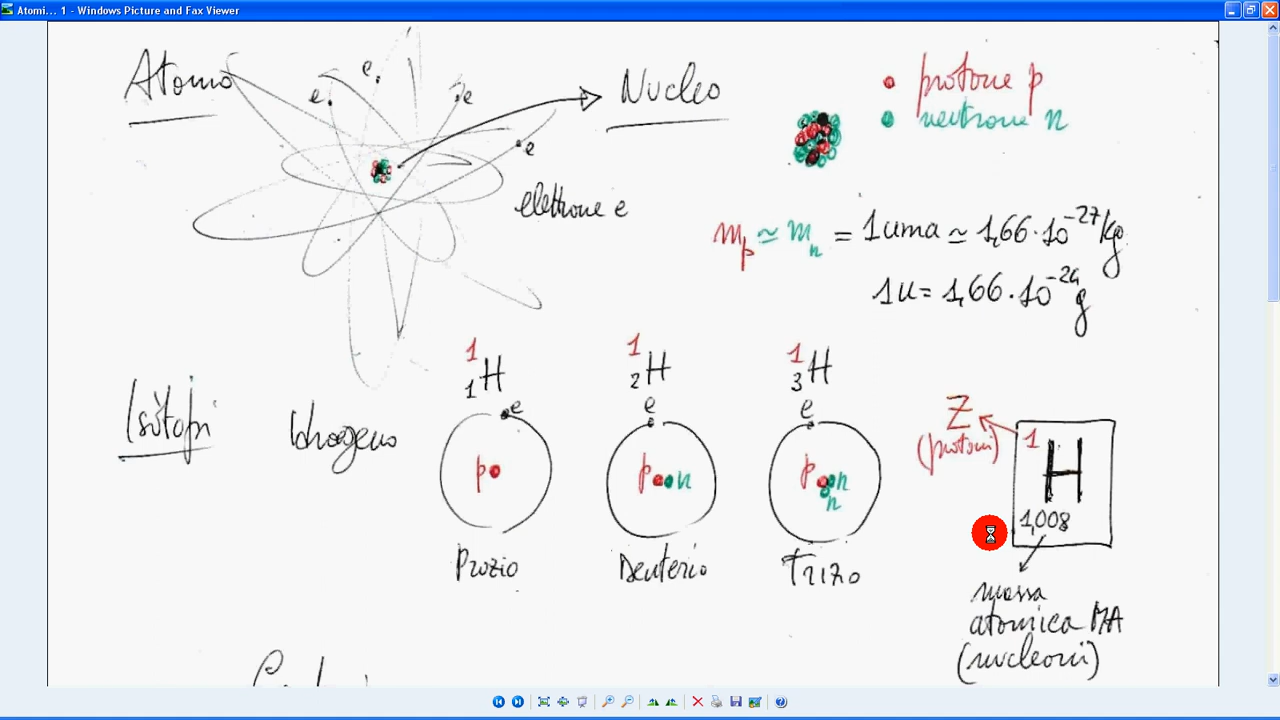 Atomi... 1 - Windows Picture and Fax Viewer
Atomo
e
e
e
e
elettrone e
Nucleo
protone p
neutrone n
mp ≃ mn = 1 uma ≃ 1,66·10⁻²⁷ kg
1u = 1,66·10⁻²⁴ g
Isotopi
Idrogeno
1
1H
e
p
Prozio
1
2H
e
p n
Deuterio
1
3H
e
p n
n
Trizio
Z
(protoni)
1
H
1,008
massa
atomica MA
(nucleoni)